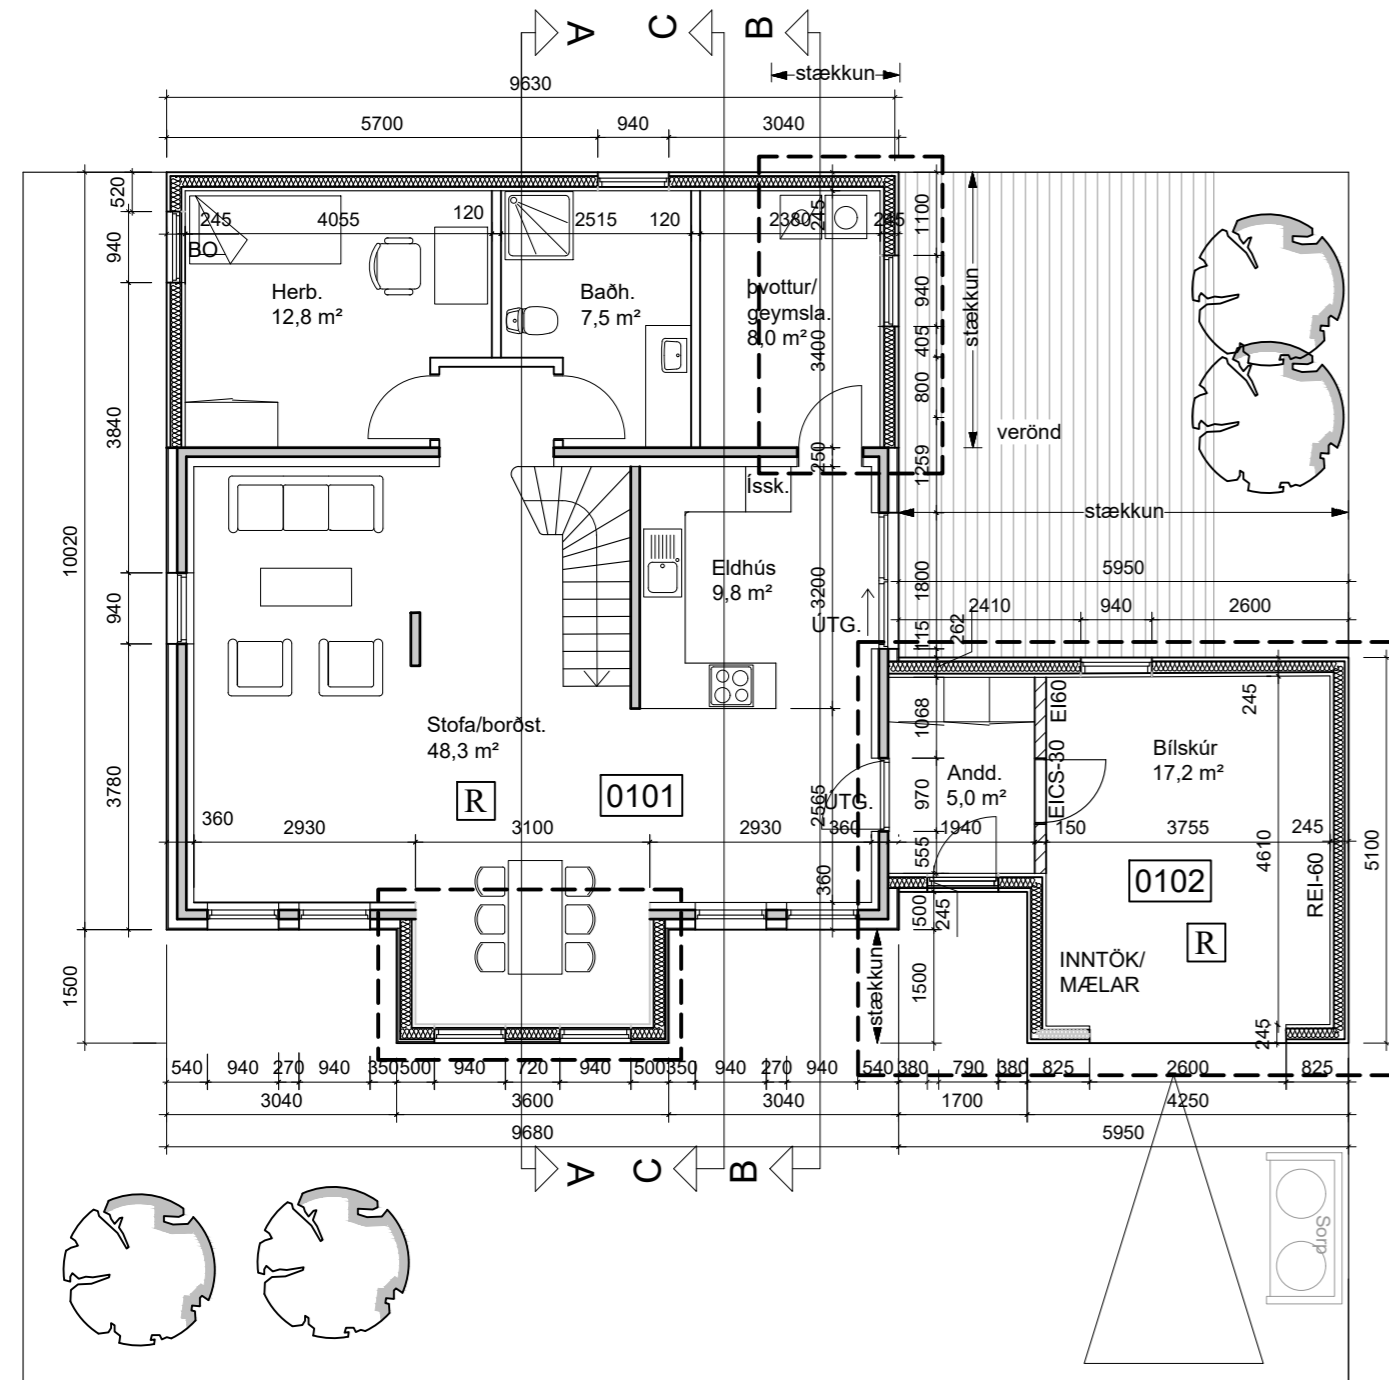 A
C
B
stækkun
9630
5700
940
3040
520
245
4055
120
2515
120
2380
245
245
1100
BO
940
Herb.
12,8 m²
Baðh.
7,5 m²
þvottur/
geymsla.
8,0 m²
940
stækkun
405
3400
800
3840
verönd
250
1259
Íssk.
stækkun
10020
Eldhús
9,8 m²
5950
1800
3200
2410
940
2600
940
ÚTG.
115
262
1068
EI60
245
Stofa/borðst.
48,3 m²
EICS-30
Bílskúr
17,2 m²
Andd.
5,0 m²
R
0101
3780
ÚTG.
970
2565
360
2930
3100
2930
360
1940
150
3755
245
555
4610
5100
0102
360
REI-60
500
245
R
INNTÖK/
MÆLAR
1500
stækkun
1500
245
540
940
270
940
350
500
940
720
940
500
350
940
270
940
540
380
790
380
825
2600
825
3040
3600
3040
1700
4250
9680
5950
A
C
B
Sorp